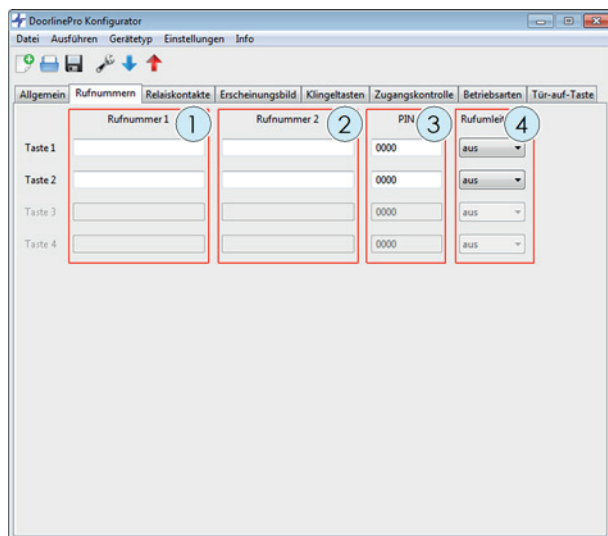 DoorlinePro Konfigurator
Datei Ausführen Gerätetyp Einstellungen Info
Allgemein Rufnummern Relaiskontakte Erscheinungsbild Klingeltasten Zugangskontrolle Betriebsarten Tür-auf-Taste
Rufnummer 1 1 Rufnummer 2 2 PIN 3 Rufumlei 4
Taste 1 0000 aus
Taste 2 0000 aus
Taste 3 0000 aus
Taste 4 0000 aus